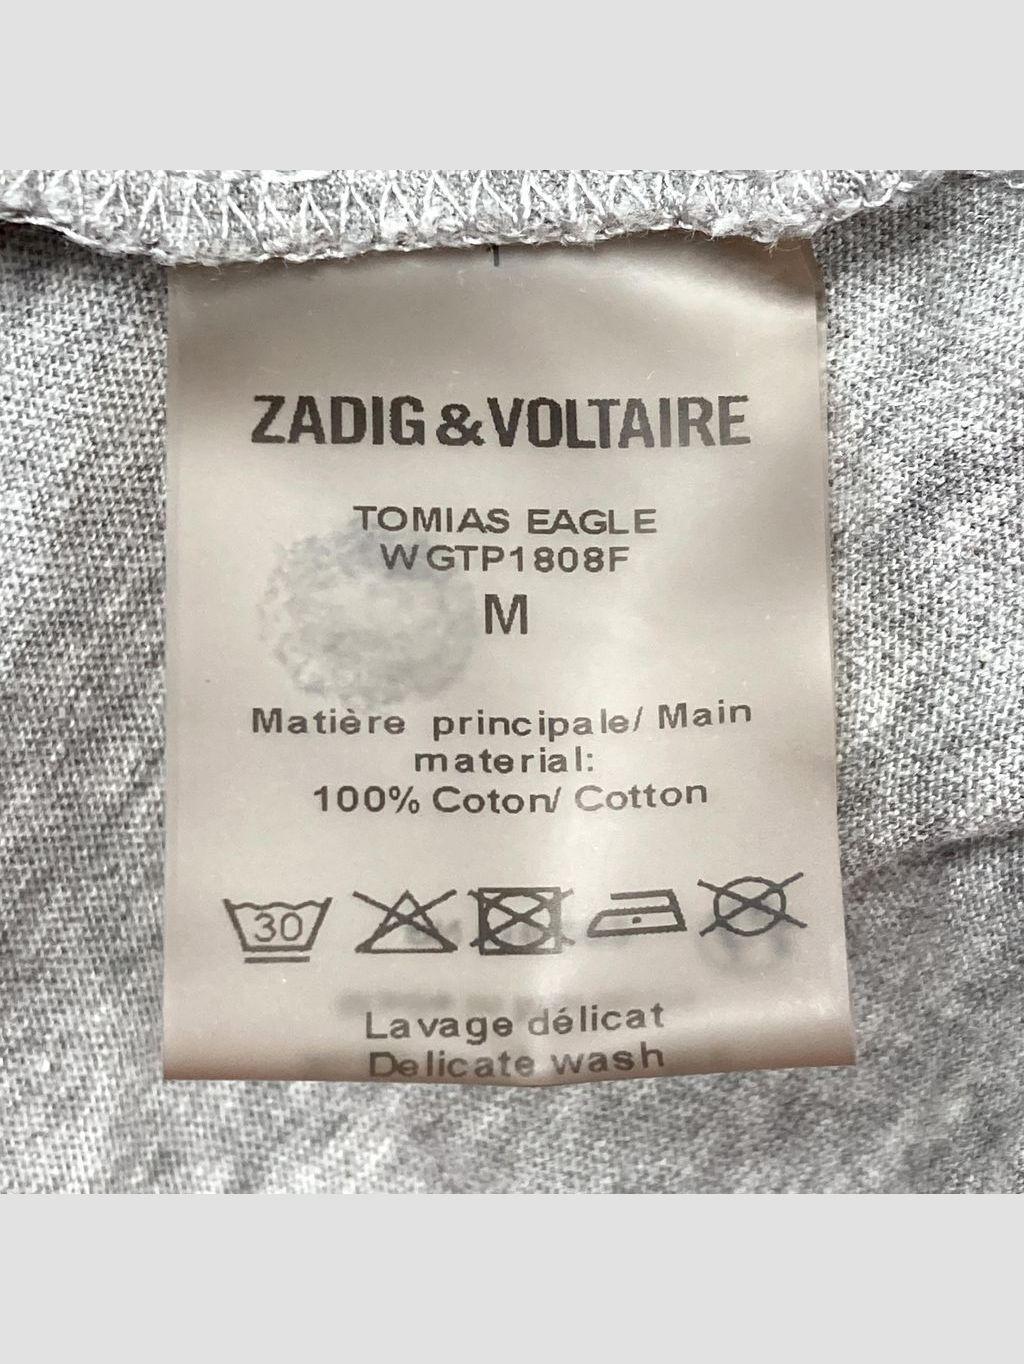 ZADIG & VOLTAIRE
TOMIAS EAGLE
WGTP1808F
M
Matière principale/ Main
material:
100% Coton/ Cotton
30
Lavage délicat
Delicate wash